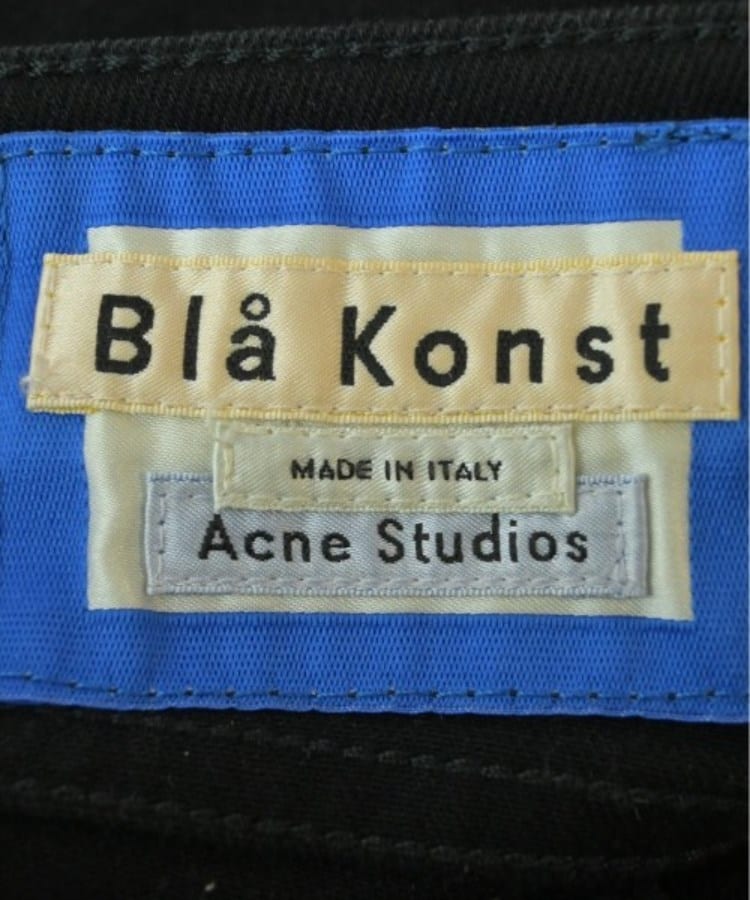 Blå Konst
MADE IN ITALY
Acne Studios